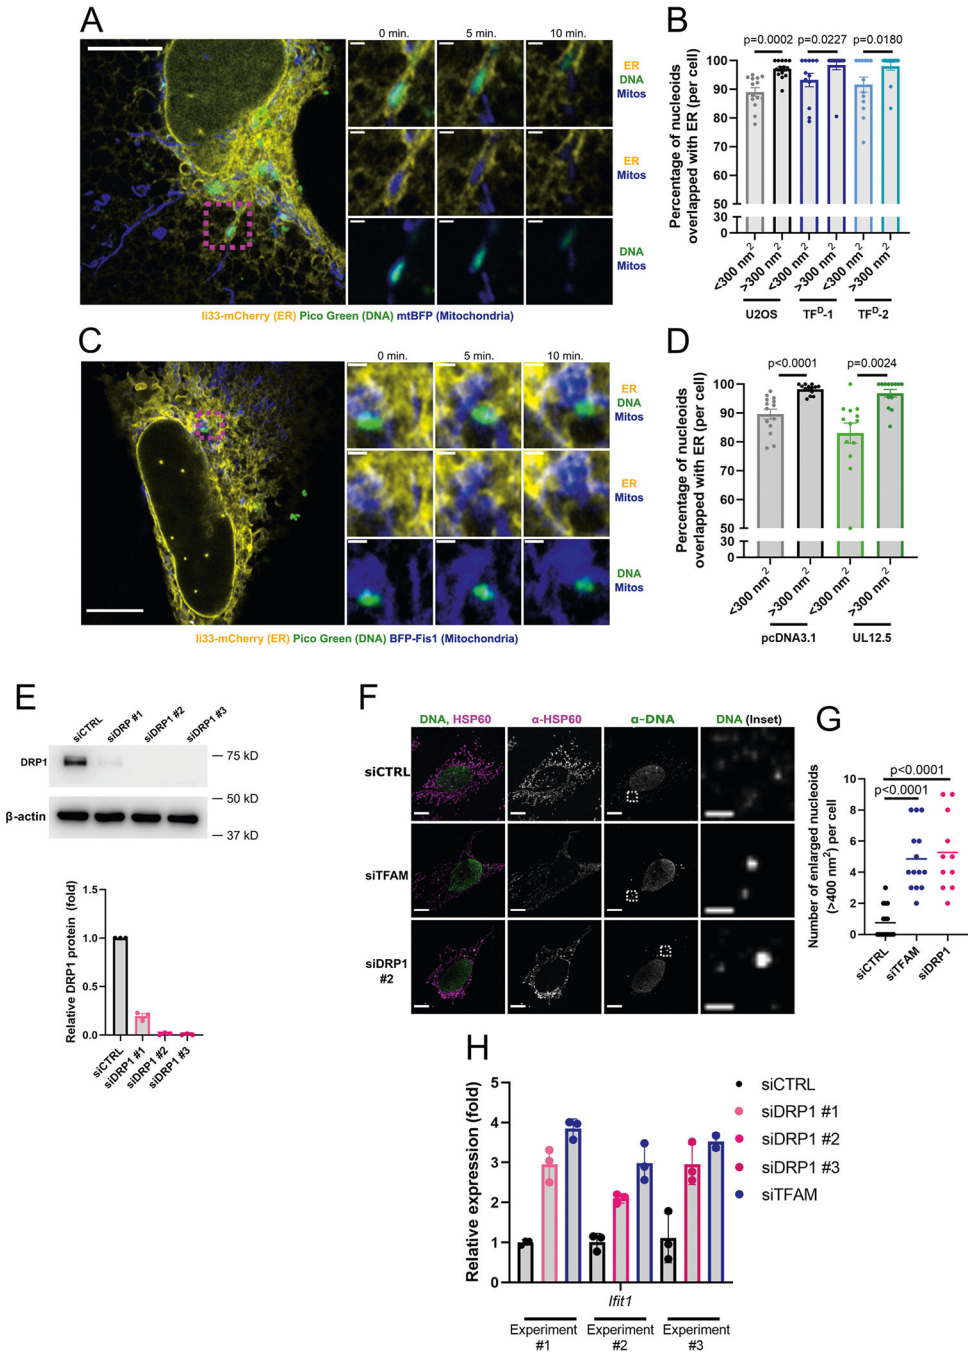 A
0 min.
5 min.
10 min.
ER
DNA
Mitos
ER
Mitos
DNA
Mitos
Ii33-mCherry (ER) Pico Green (DNA) mtBFP (Mitochondria)
B
p=0.0002
p=0.0227
p=0.0180
Percentage of nucleoids
overlapped with ER (per cell)
100
90
80
70
60
50
30
0
<300 nm2
>300 nm2
<300 nm2
>300 nm2
<300 nm2
>300 nm2
U2OS
TFD-1
TFD-2
C
0 min.
5 min.
10 min.
ER
DNA
Mitos
ER
Mitos
DNA
Mitos
Ii33-mCherry (ER) Pico Green (DNA) BFP-Fis1 (Mitochondria)
D
p<0.0001
p=0.0024
Percentage of nucleoids
overlapped with ER (per cell)
100
90
80
70
60
50
30
0
<300 nm2
>300 nm2
<300 nm2
>300 nm2
pcDNA3.1
UL12.5
E
siCTRL
siDRP #1
siDRP1 #2
siDRP1 #3
DRP1
75 kD
50 kD
β-actin
37 kD
Relative DRP1 protein (fold)
1.5
1.0
0.5
0.0
siCTRL
siDRP1 #1
siDRP1 #2
siDRP1 #3
F
DNA, HSP60
α-HSP60
α-DNA
DNA (Inset)
siCTRL
siTFAM
siDRP1
#2
G
p<0.0001
p<0.0001
Number of enlarged nucleoids
(>400 nm2) per cell
10
8
6
4
2
0
siCTRL
siTFAM
siDRP1
H
Relative expression (fold)
5
4
3
2
1
0
siCTRL
siDRP1 #1
siDRP1 #2
siDRP1 #3
siTFAM
Ifit1
Experiment
#1
Experiment
#2
Experiment
#3